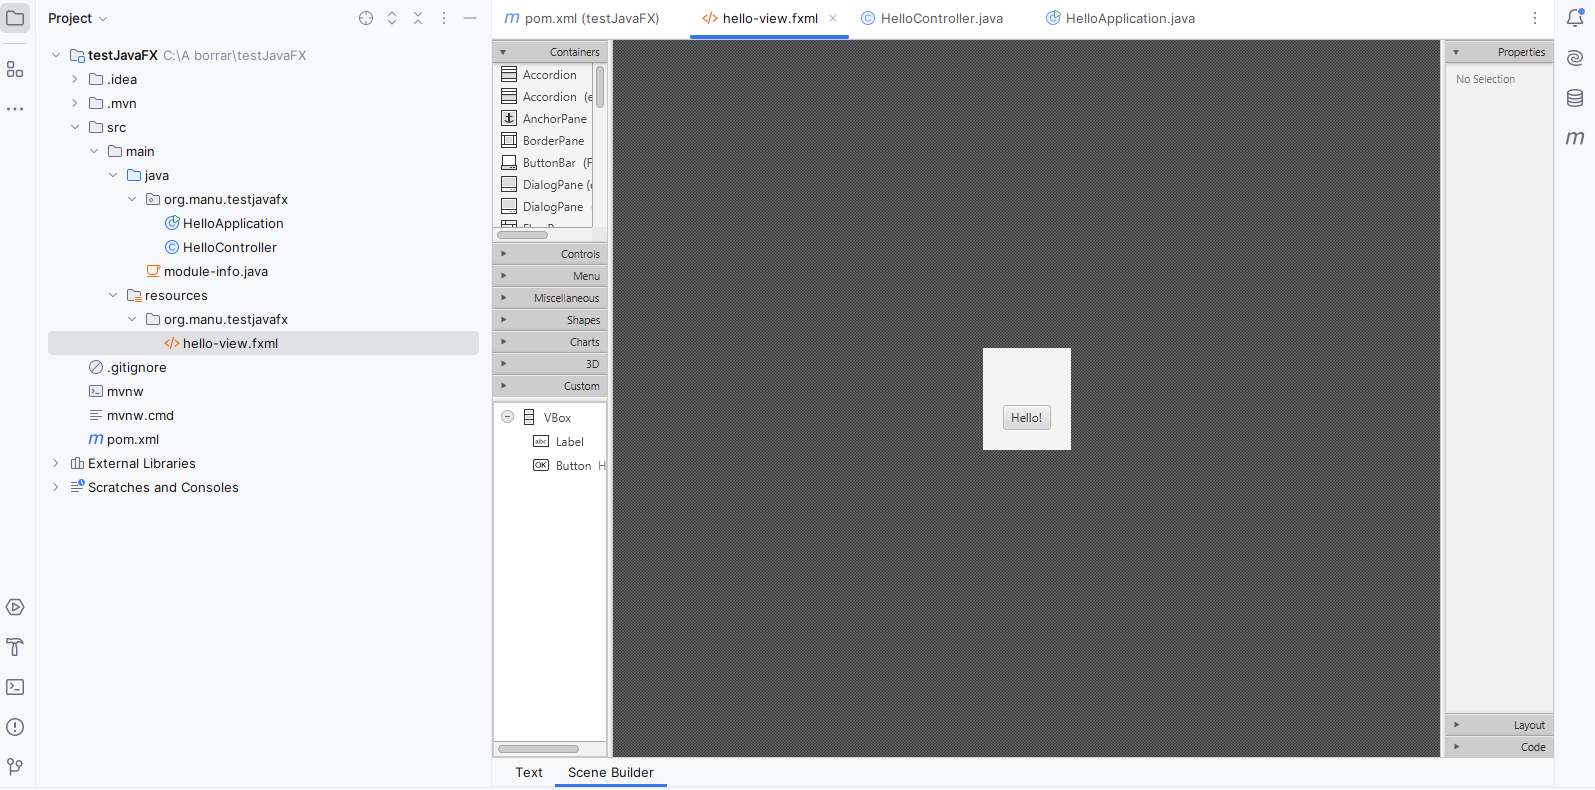 Project
testJavaFX C:\A borrar\testJavaFX
.idea
.mvn
src
main
java
org.manu.testjavafx
HelloApplication
HelloController
module-info.java
resources
org.manu.testjavafx
hello-view.fxml
.gitignore
mvnw
mvnw.cmd
pom.xml
External Libraries
Scratches and Consoles
pom.xml (testJavaFX)
hello-view.fxml
HelloController.java
HelloApplication.java
Containers
Accordion
Accordion (e
AnchorPane
BorderPane
ButtonBar (F
DialogPane (e
DialogPane
Controls
Menu
Miscellaneous
Shapes
Charts
3D
Custom
VBox
abc Label
OK Button H
Hello!
Properties
No Selection
Layout
Code
Text
Scene Builder